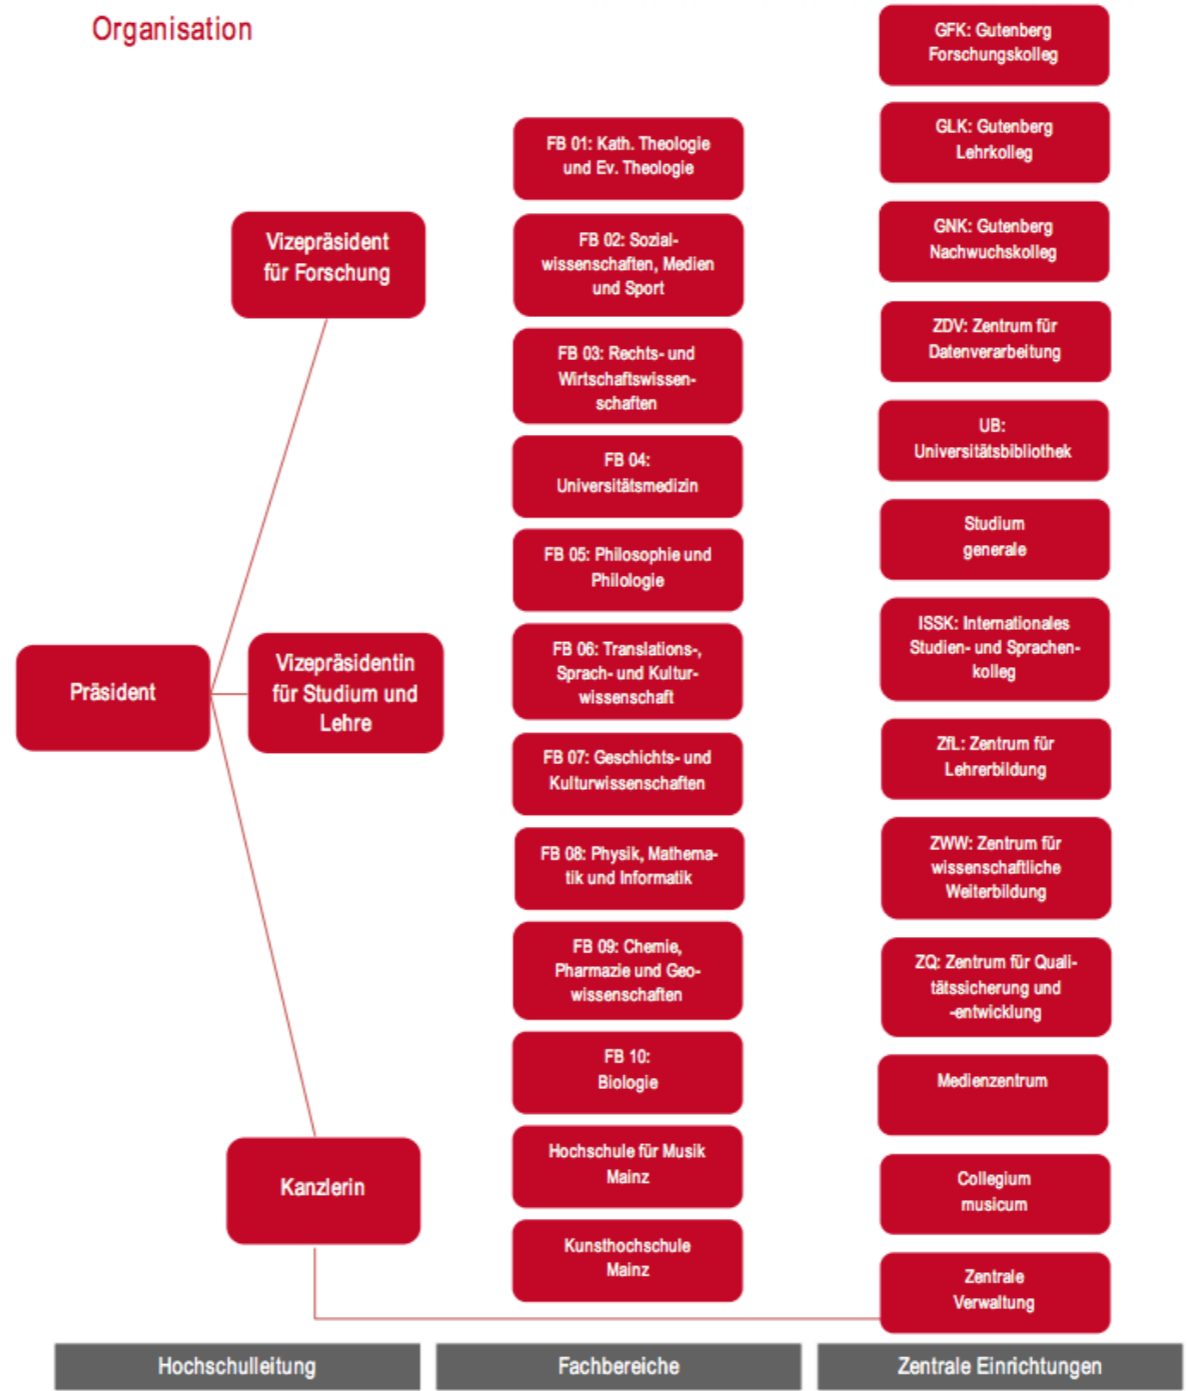 Organisation
Präsident
Vizepräsident
für Forschung
Vizepräsidentin
für Studium und
Lehre
Kanzlerin
Hochschulleitung
FB 01: Kath. Theologie
und Ev. Theologie
FB 02: Sozial-
wissenschaften, Medien
und Sport
FB 03: Rechts- und
Wirtschaftswissen-
schaften
FB 04:
Universitätsmedizin
FB 05: Philosophie und
Philologie
FB 06: Translations-,
Sprach- und Kultur-
wissenschaft
FB 07: Geschichts- und
Kulturwissenschaften
FB 08: Physik, Mathema-
tik und Informatik
FB 09: Chemie,
Pharmazie und Geo-
wissenschaften
FB 10:
Biologie
Hochschule für Musik
Mainz
Kunsthochschule
Mainz
Fachbereiche
GFK: Gutenberg
Forschungskolleg
GLK: Gutenberg
Lehrkolleg
GNK: Gutenberg
Nachwuchskolleg
ZDV: Zentrum für
Datenverarbeitung
UB:
Universitätsbibliothek
Studium
generale
ISSK: Internationales
Studien- und Sprachen-
kolleg
ZfL: Zentrum für
Lehrerbildung
ZWW: Zentrum für
wissenschaftliche
Weiterbildung
ZQ: Zentrum für Quali-
tätssicherung und
-entwicklung
Medienzentrum
Collegium
musicum
Zentrale
Verwaltung
Zentrale Einrichtungen